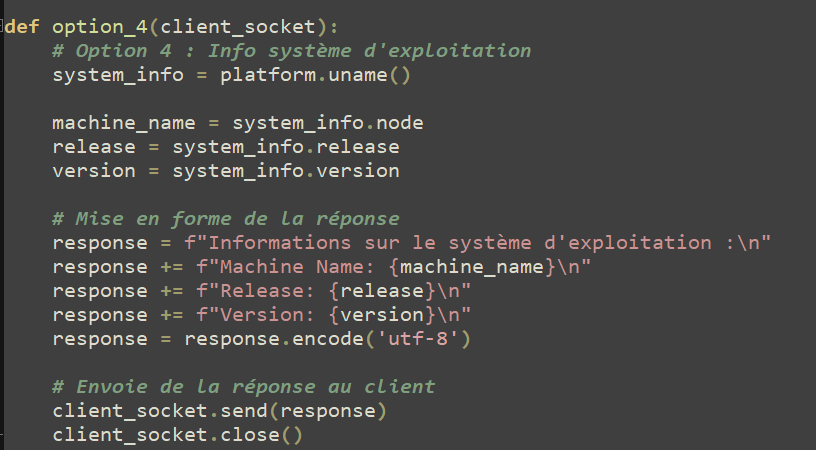 def option_4(client_socket):
    # Option 4 : Info système d'exploitation
    system_info = platform.uname()

    machine_name = system_info.node
    release = system_info.release
    version = system_info.version

    # Mise en forme de la réponse
    response = f"Informations sur le système d'exploitation :\n"
    response += f"Machine Name: {machine_name}\n"
    response += f"Release: {release}\n"
    response += f"Version: {version}\n"
    response = response.encode('utf-8')

    # Envoie de la réponse au client
    client_socket.send(response)
    client_socket.close()